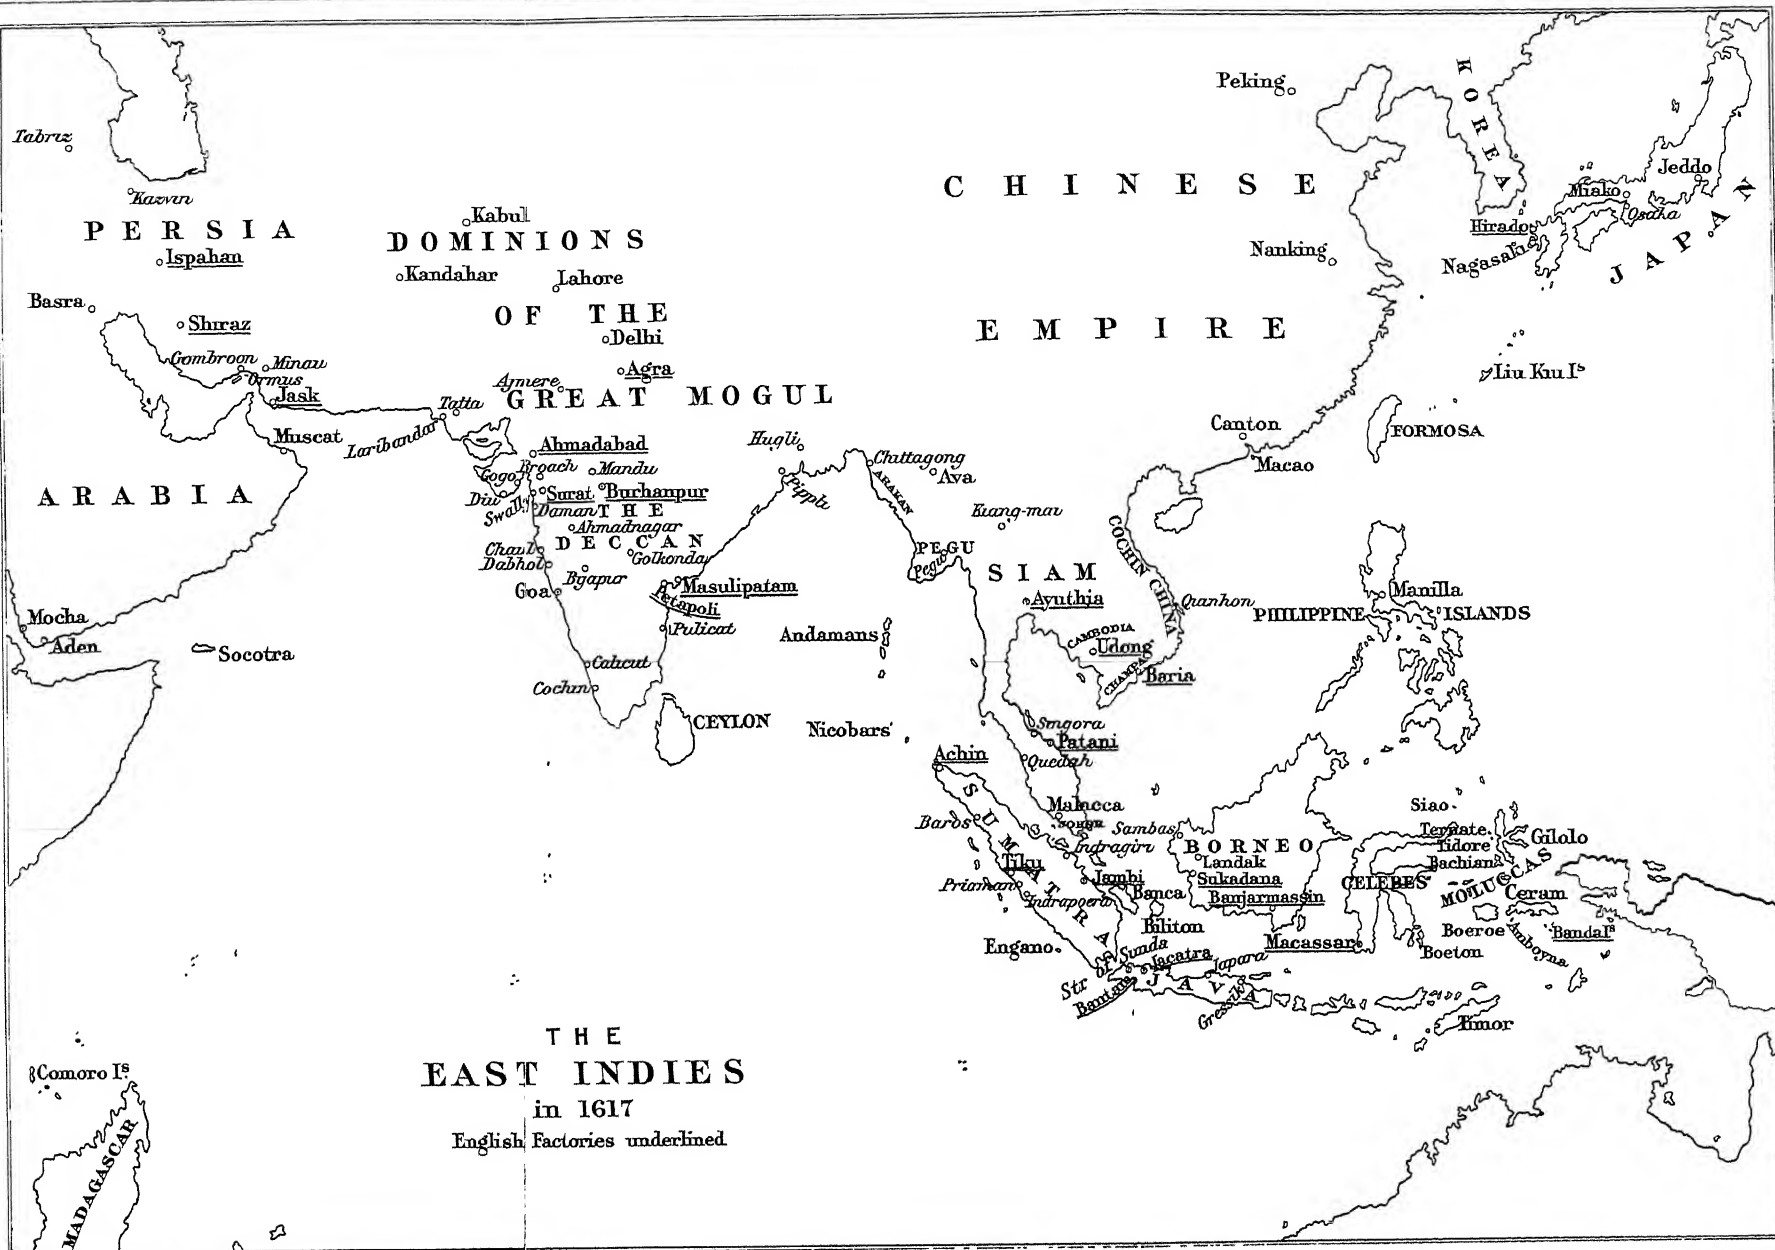 Tabriz
Kazvin
PERSIA
Ispahan
Basra
Shiraz
Gombroon
Minau
Ormus
Jask
Muscat
ARABIA
Mocha
Aden
Socotra
Kabul
DOMINIONS
Kandahar
Lahore
OF THE
Delhi
Agra
Ajmere
GREAT MOGUL
Tatta
Laribandar
Ahmadabad
Gogo
Broach
Mandu
Diu
Surat
Burhanpur
Swally
Daman
THE
Ahmadnagar
DECCAN
Chaul
Golkonda
Dabhol
Bijapur
Goa
Masulipatam
Petapoli
Pulicat
Calicut
Cochin
CEYLON
Hugli
Pippli
Chittagong
Ava
ARAKAN
Kiang-mai
PEGU
Pegu
SIAM
Ayuthia
Andamans
Nicobars
CHINESE
EMPIRE
Peking
Nanking
Canton
Macao
KOREA
JAPAN
Jeddo
Miako
Osaka
Hirado
Nagasaki
Liu Kiu Is
FORMOSA
COCHIN CHINA
Quanhon
CAMBODIA
Udong
CHAMPA
Baria
PHILIPPINE ISLANDS
Manilla
Singora
Patani
Quedah
Achin
SUMATRA
Malacca
JOHOR
Baros
Sambas
Indragiri
BORNEO
Landak
Tiku
Jambi
Sukadana
Priaman
Indrapoera
Banca
Banjarmassin
Biliton
Engano
Str of Sunda
Jacatra
Japara
Bantam
JAVA
Gressik
Macassar
CELEBES
Siao
Ternate
Tidore
Bachian
Gilolo
MOLUCCAS
Ceram
Boeroe
Amboyna
Banda Is
Boeton
Timor
THE
EAST INDIES
in 1617
English Factories underlined
Comoro Is
MADAGASCAR